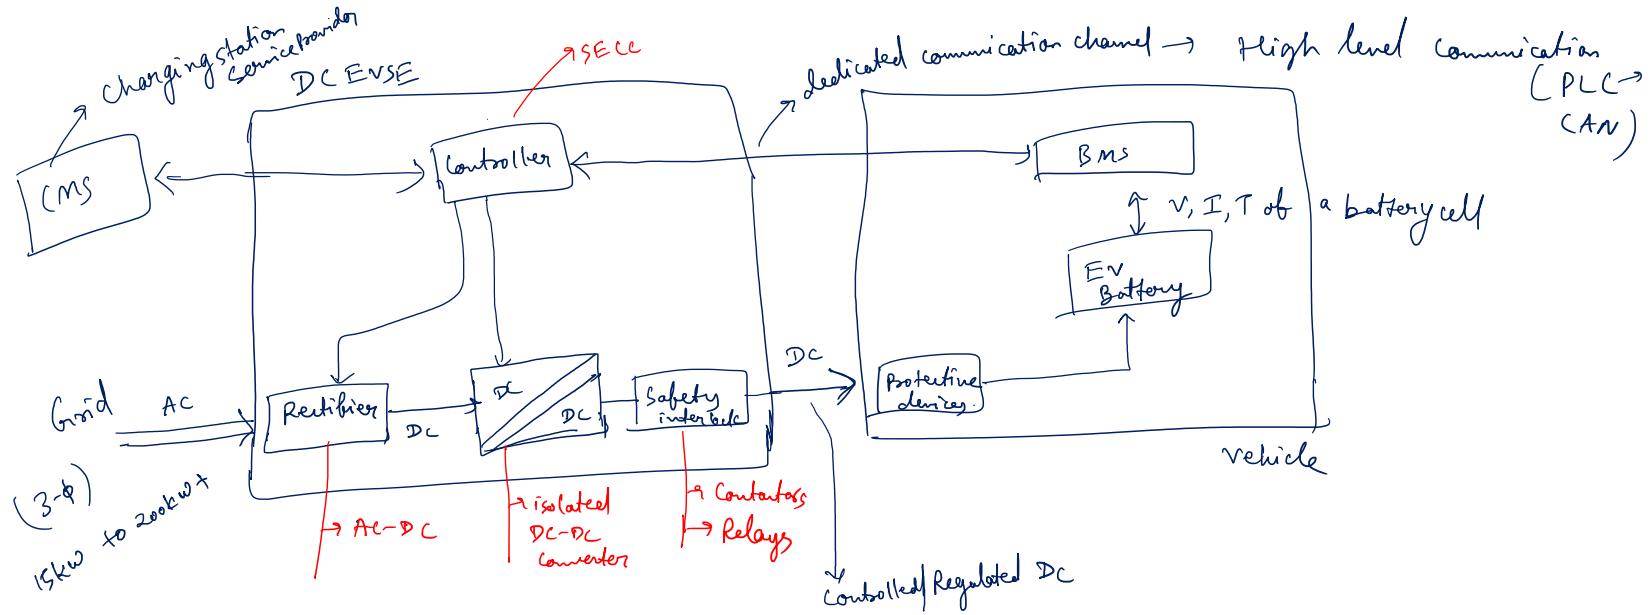 Charging station
Service Provider
DC EVSE
SECC
dedicated communication channel → High level communication
(PLC →
CAN)
CMS
Controller
BMS
V, I, T of a battery cell
EV
Battery
Grid
AC
(3-φ)
15kW to 200kW+
Rectifier
DC
DC
DC
Safety
interlock
DC
Protective
devices.
Vehicle
→ AC-DC
→ isolated
DC-DC
Converter
→ Contactors
→ Relays
Controlled/Regulated DC